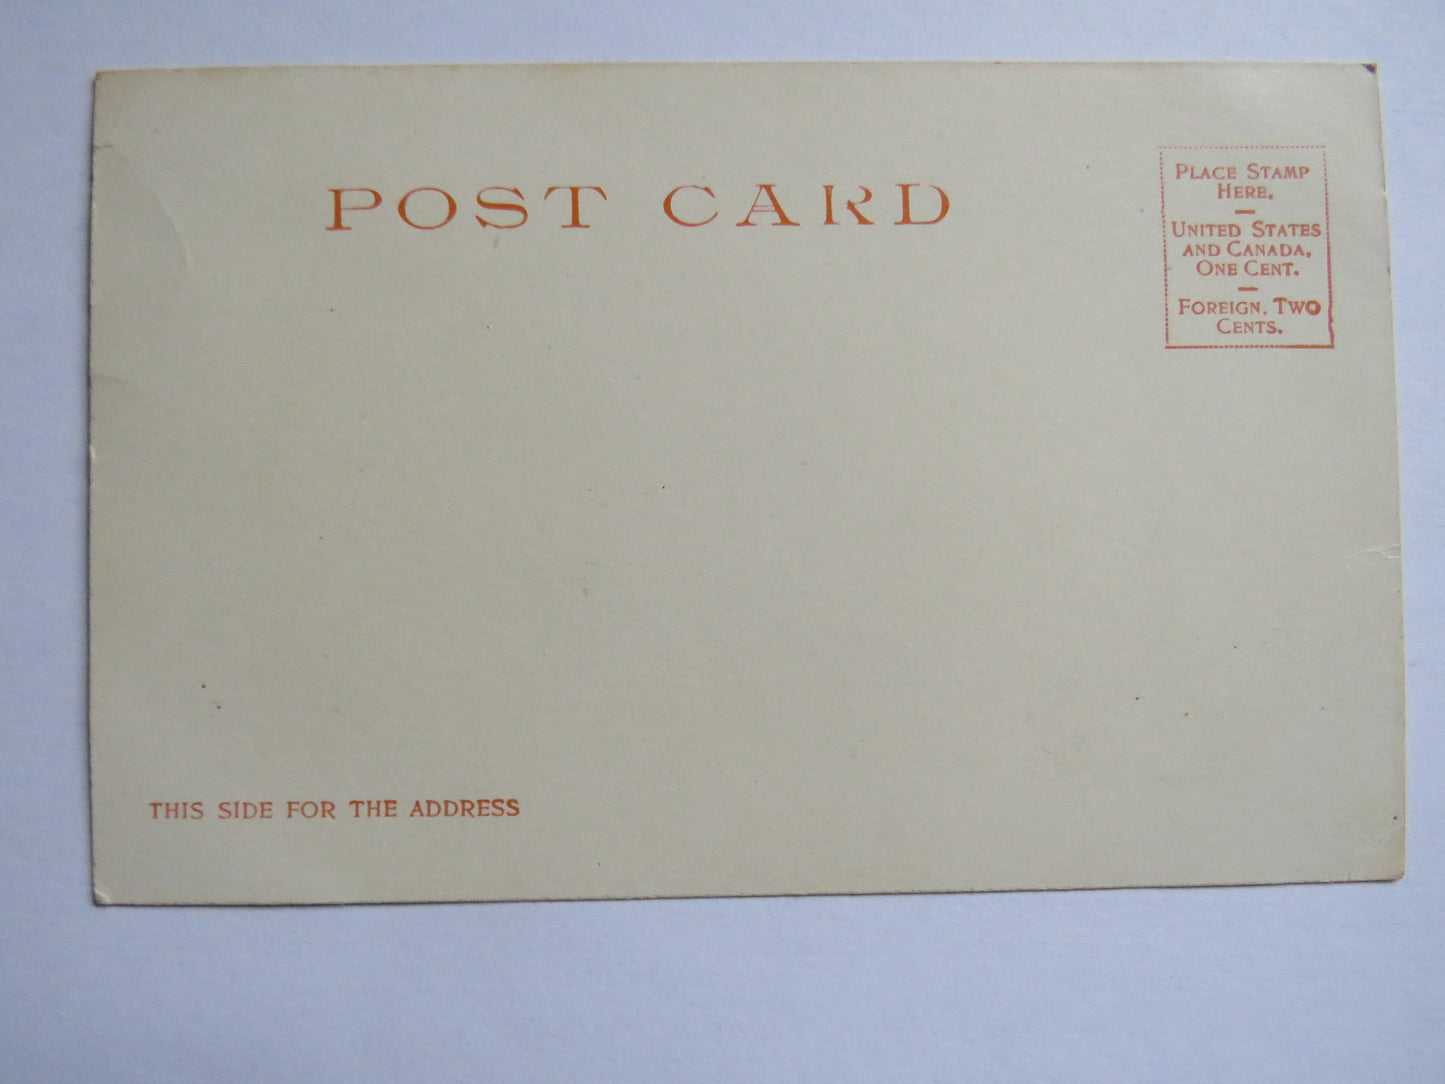 POST CARD
PLACE STAMP
HERE.
UNITED STATES
AND CANADA,
ONE CENT.
FOREIGN, TWO
CENTS.
THIS SIDE FOR THE ADDRESS